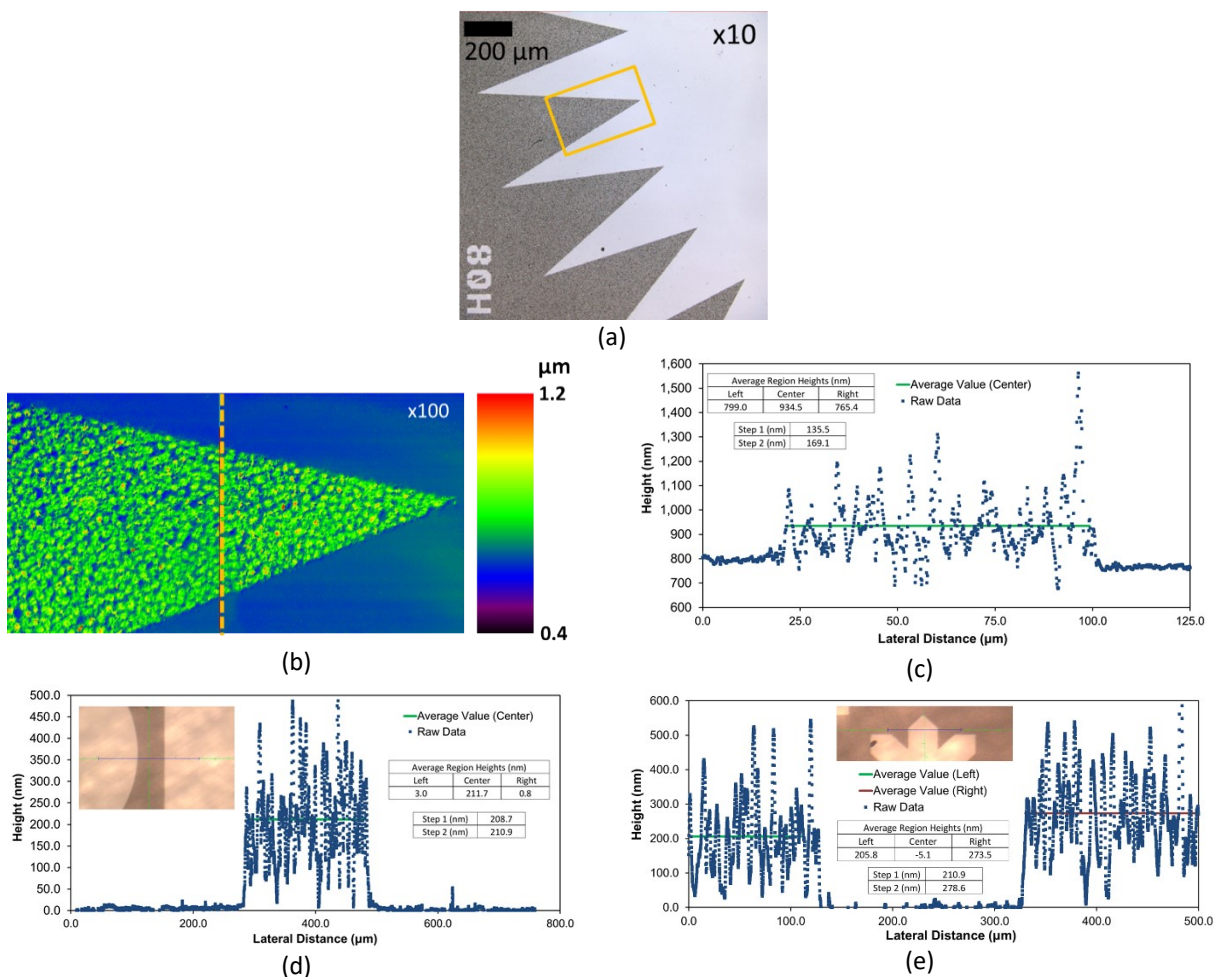 200 µm
x10
H08
(a)
µm
1.2
x100
0.4
(b)
1,600
1,500
1,400
1,300
1,200
1,100
1,000
900
800
700
600
Height (nm)
Average Region Heights (nm)
Left Center Right
799.0 934.5 765.4
Step 1 (nm) 135.5
Step 2 (nm) 169.1
Average Value (Center)
Raw Data
0.0 25.0 50.0 75.0 100.0 125.0
Lateral Distance (µm)
(c)
500.0
450.0
400.0
350.0
300.0
250.0
200.0
150.0
100.0
50.0
0.0
Height (nm)
Average Value (Center)
Raw Data
Average Region Heights (nm)
Left Center Right
3.0 211.7 0.8
Step 1 (nm) 208.7
Step 2 (nm) 210.9
0.0 200.0 400.0 600.0 800.0
Lateral Distance (µm)
(d)
600.0
500.0
400.0
300.0
200.0
100.0
0.0
Height (nm)
Average Value (Left)
Average Value (Right)
Raw Data
Average Region Heights (nm)
Left Center Right
205.8 -5.1 273.5
Step 1 (nm) 210.9
Step 2 (nm) 278.6
0.0 100.0 200.0 300.0 400.0 500.0
Lateral Distance (µm)
(e)